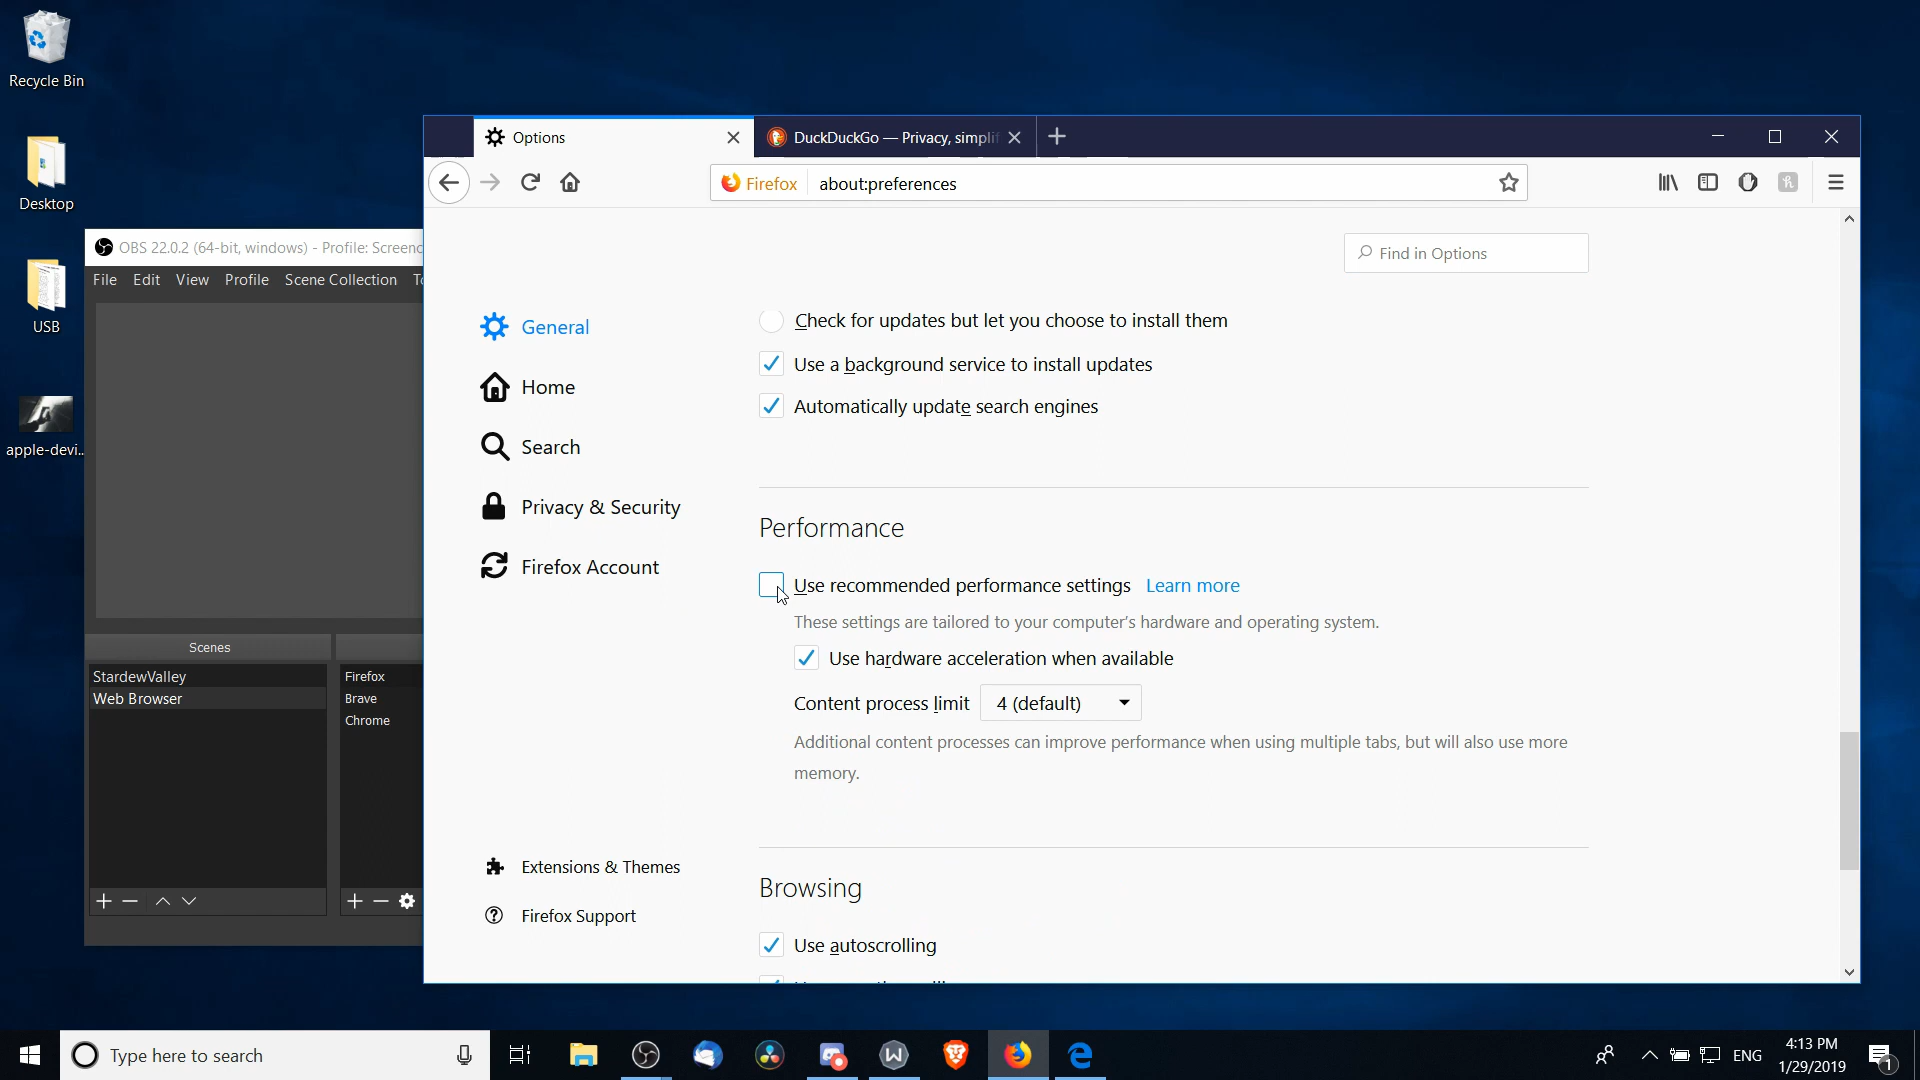 Recycle Bin
Desktop
USB
apple-devi...
OBS 22.0.2 (64-bit, windows) - Profile: Screenc
File Edit View Profile Scene Collection
Scenes
StardewValley
Web Browser
Firefox
Brave
Chrome
Options
DuckDuckGo — Privacy, simplif
Firefox about:preferences
Find in Options
General
Home
Search
Privacy & Security
Firefox Account
Extensions & Themes
Firefox Support
Check for updates but let you choose to install them
Use a background service to install updates
Automatically update search engines
Performance
Use recommended performance settings Learn more
These settings are tailored to your computer's hardware and operating system.
Use hardware acceleration when available
Content process limit 4 (default)
Additional content processes can improve performance when using multiple tabs, but will also use more
memory.
Browsing
Use autoscrolling
Type here to search
ENG
4:13 PM
1/29/2019
1